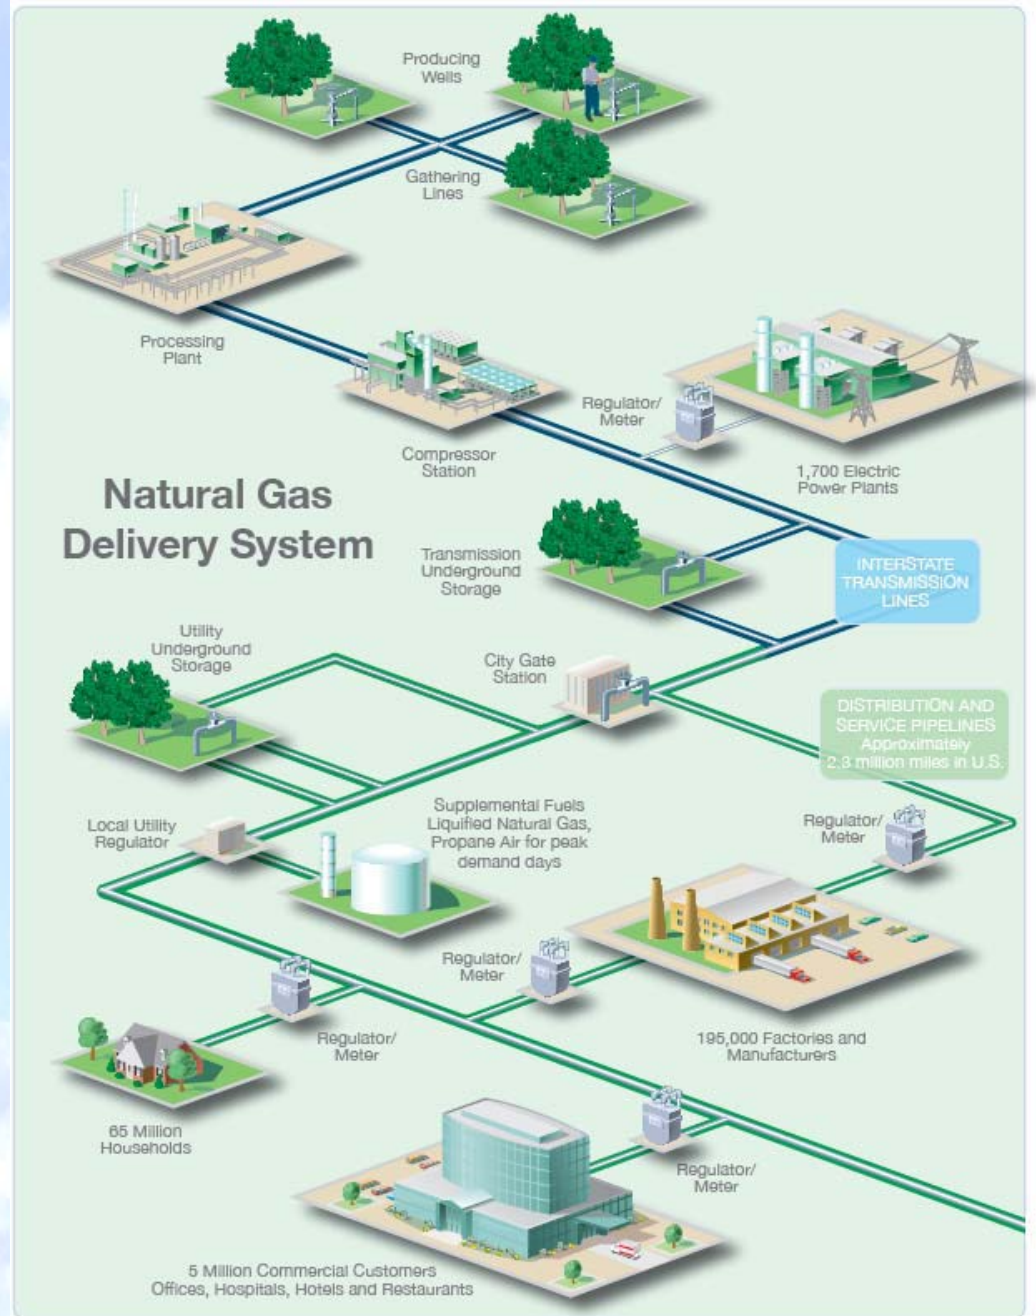 Producing
Wells
Gathering
Lines
Processing
Plant
Compressor
Station
Regulator/
Meter
1,700 Electric
Power Plants
Natural Gas
Delivery System
Transmission
Underground
Storage
INTERSTATE
TRANSMISSION
LINES
Utility
Underground
Storage
City Gate
Station
DISTRIBUTION AND
SERVICE PIPELINES
Approximately
2.3 million miles in U.S.
Local Utility
Regulator
Supplemental Fuels
Liquified Natural Gas,
Propane Air for peak
demand days
Regulator/
Meter
Regulator/
Meter
Regulator/
Meter
195,000 Factories and
Manufacturers
65 Million
Households
Regulator/
Meter
5 Million Commercial Customers
Offices, Hospitals, Hotels and Restaurants